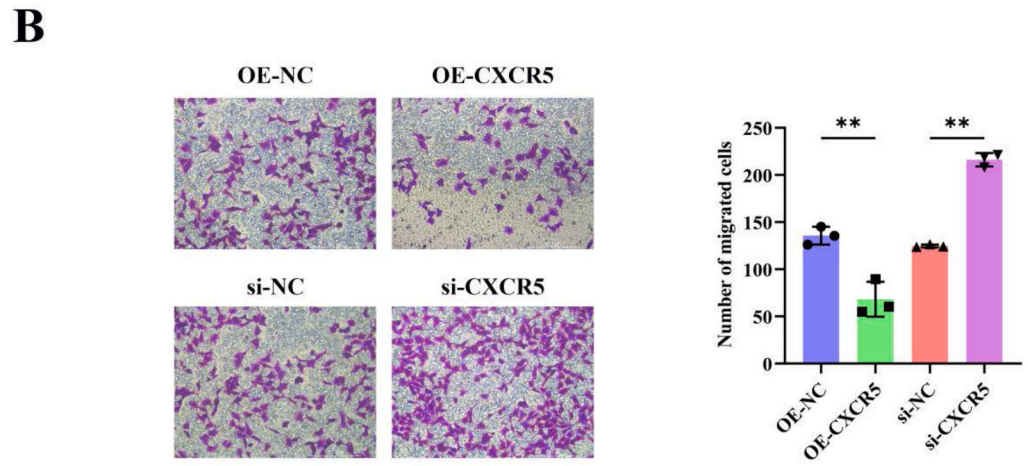 B
OE-NC OE-CXCR5
si-NC si-CXCR5
Number of migrated cells
250
200
150
100
50
0
** **
OE-NC OE-CXCR5 si-NC si-CXCR5